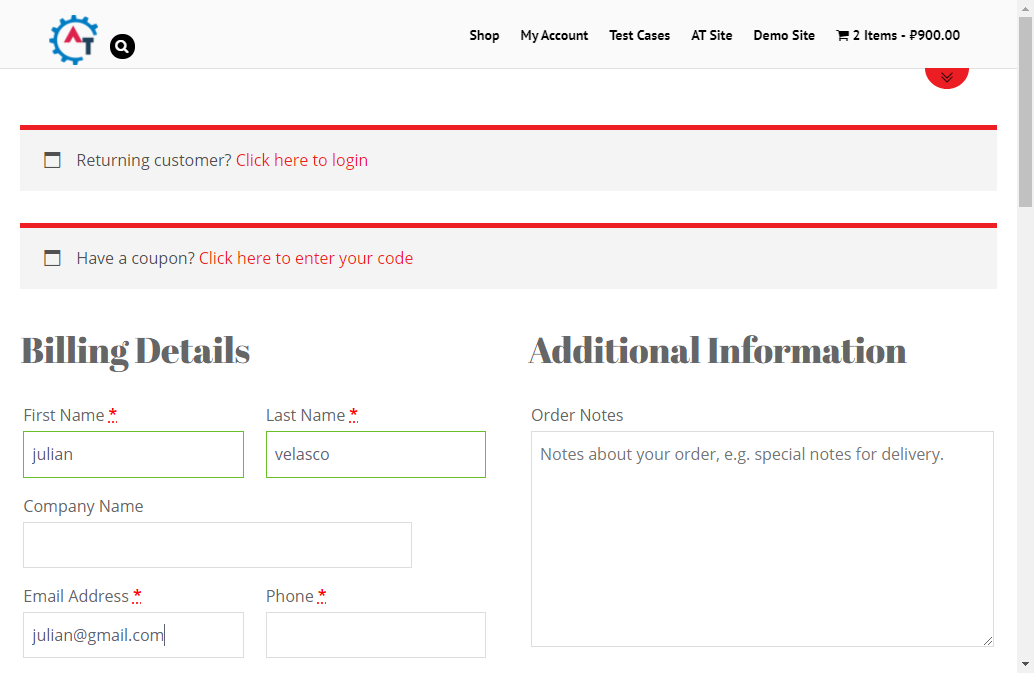 AT
Shop My Account Test Cases AT Site Demo Site 2 Items - ₽900.00
Returning customer? Click here to login
Have a coupon? Click here to enter your code
Billing Details
First Name *
Last Name *
julian
velasco
Company Name
Email Address *
Phone *
julian@gmail.com
Additional Information
Order Notes
Notes about your order, e.g. special notes for delivery.